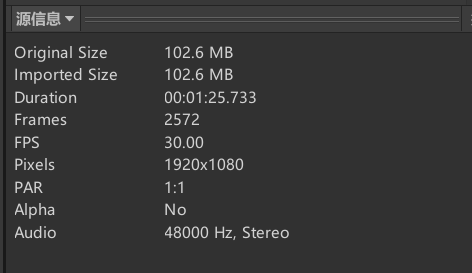 源信息
Original Size 102.6 MB
Imported Size 102.6 MB
Duration 00:01:25.733
Frames 2572
FPS 30.00
Pixels 1920x1080
PAR 1:1
Alpha No
Audio 48000 Hz, Stereo